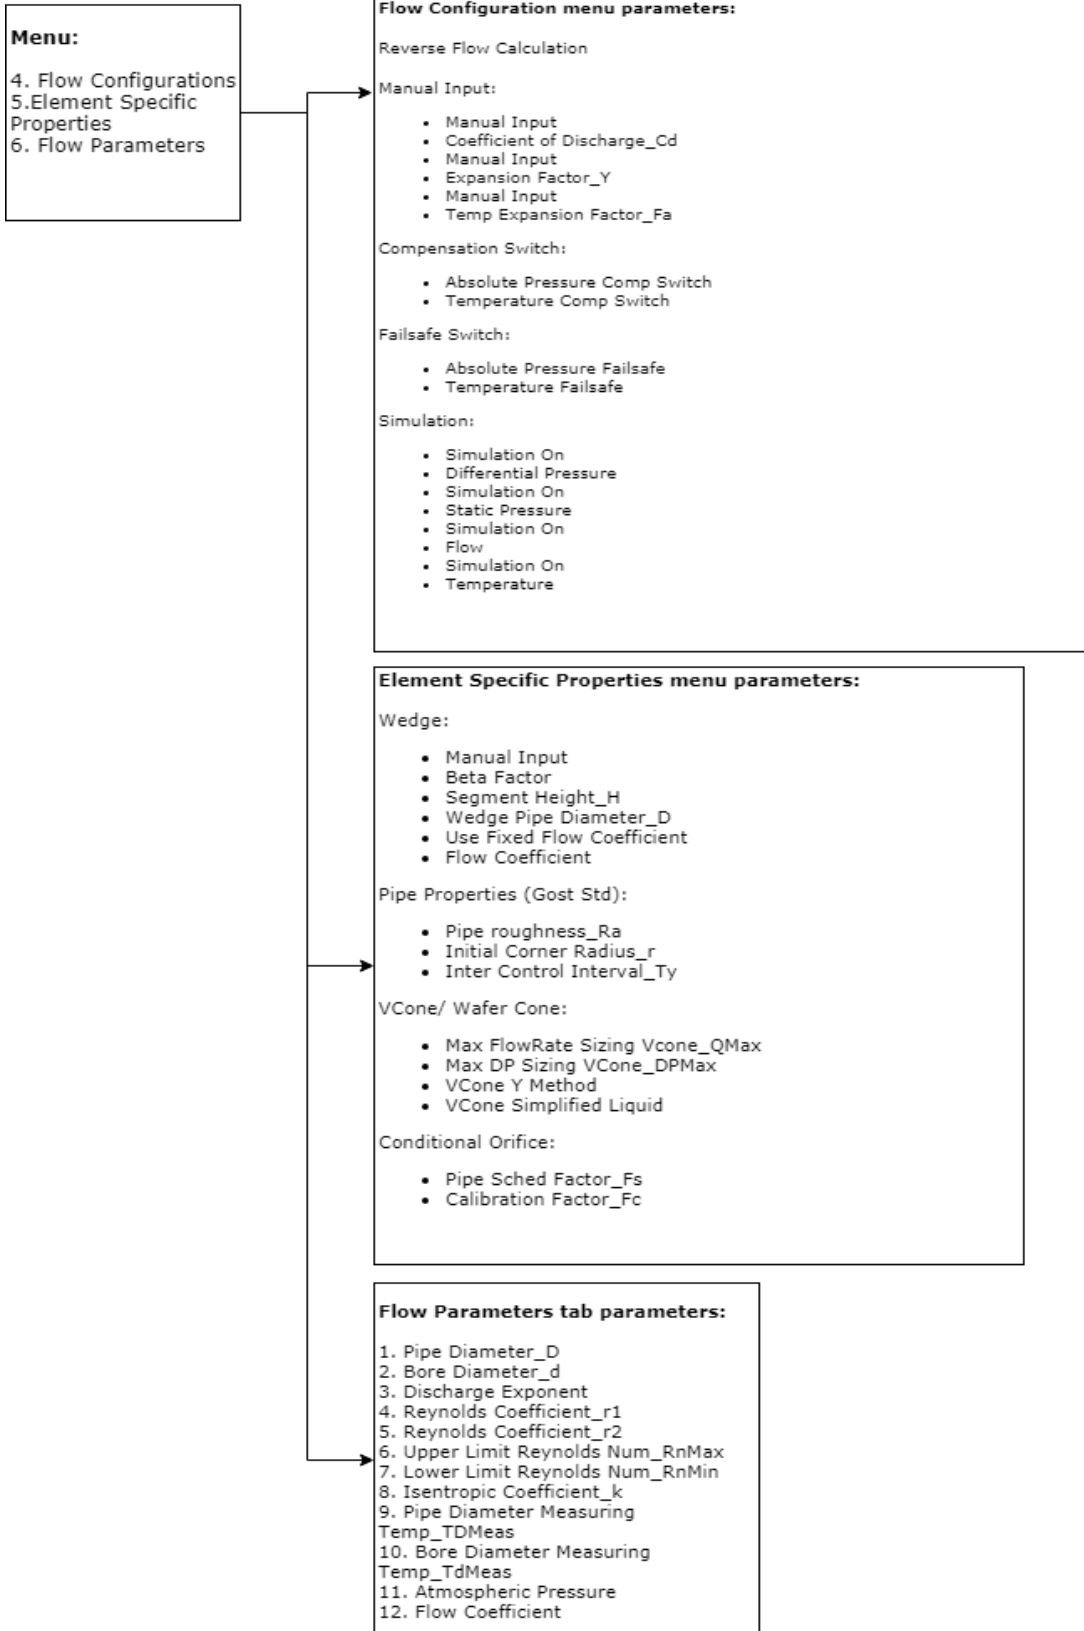 Menu:
4. Flow Configurations
5.Element Specific
Properties
6. Flow Parameters
Flow Configuration menu parameters:
Reverse Flow Calculation
Manual Input:
• Manual Input
• Coefficient of Discharge_Cd
• Manual Input
• Expansion Factor_Y
• Manual Input
• Temp Expansion Factor_Fa
Compensation Switch:
• Absolute Pressure Comp Switch
• Temperature Comp Switch
Failsafe Switch:
• Absolute Pressure Failsafe
• Temperature Failsafe
Simulation:
• Simulation On
• Differential Pressure
• Simulation On
• Static Pressure
• Simulation On
• Flow
• Simulation On
• Temperature
Element Specific Properties menu parameters:
Wedge:
• Manual Input
• Beta Factor
• Segment Height_H
• Wedge Pipe Diameter_D
• Use Fixed Flow Coefficient
• Flow Coefficient
Pipe Properties (Gost Std):
• Pipe roughness_Ra
• Initial Corner Radius_r
• Inter Control Interval_Ty
VCone/ Wafer Cone:
• Max FlowRate Sizing Vcone_QMax
• Max DP Sizing VCone_DPMax
• VCone Y Method
• VCone Simplified Liquid
Conditional Orifice:
• Pipe Sched Factor_Fs
• Calibration Factor_Fc
Flow Parameters tab parameters:
1. Pipe Diameter_D
2. Bore Diameter_d
3. Discharge Exponent
4. Reynolds Coefficient_r1
5. Reynolds Coefficient_r2
6. Upper Limit Reynolds Num_RnMax
7. Lower Limit Reynolds Num_RnMin
8. Isentropic Coefficient_k
9. Pipe Diameter Measuring
Temp_TDMeas
10. Bore Diameter Measuring
Temp_TdMeas
11. Atmospheric Pressure
12. Flow Coefficient